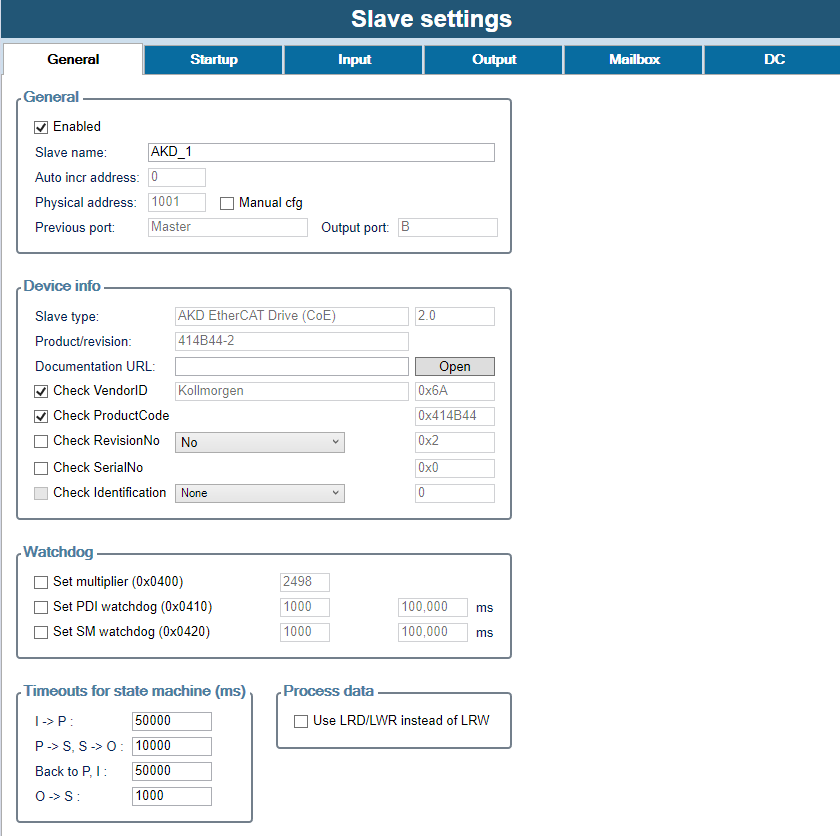 Slave settings
General Startup Input Output Mailbox DC
General
Enabled
Slave name: AKD_1
Auto incr address: 0
Physical address: 1001 Manual cfg
Previous port: Master Output port: B
Device info
Slave type: AKD EtherCAT Drive (CoE) 2.0
Product/revision: 414B44-2
Documentation URL: Open
Check VendorID Kollmorgen 0x6A
Check ProductCode 0x414B44
Check RevisionNo No 0x2
Check SerialNo 0x0
Check Identification None 0
Watchdog
Set multiplier (0x0400) 2498
Set PDI watchdog (0x0410) 1000 100,000 ms
Set SM watchdog (0x0420) 1000 100,000 ms
Timeouts for state machine (ms) Process data
I -> P : 50000 Use LRD/LWR instead of LRW
P -> S, S -> O : 10000
Back to P, I : 50000
O -> S : 1000